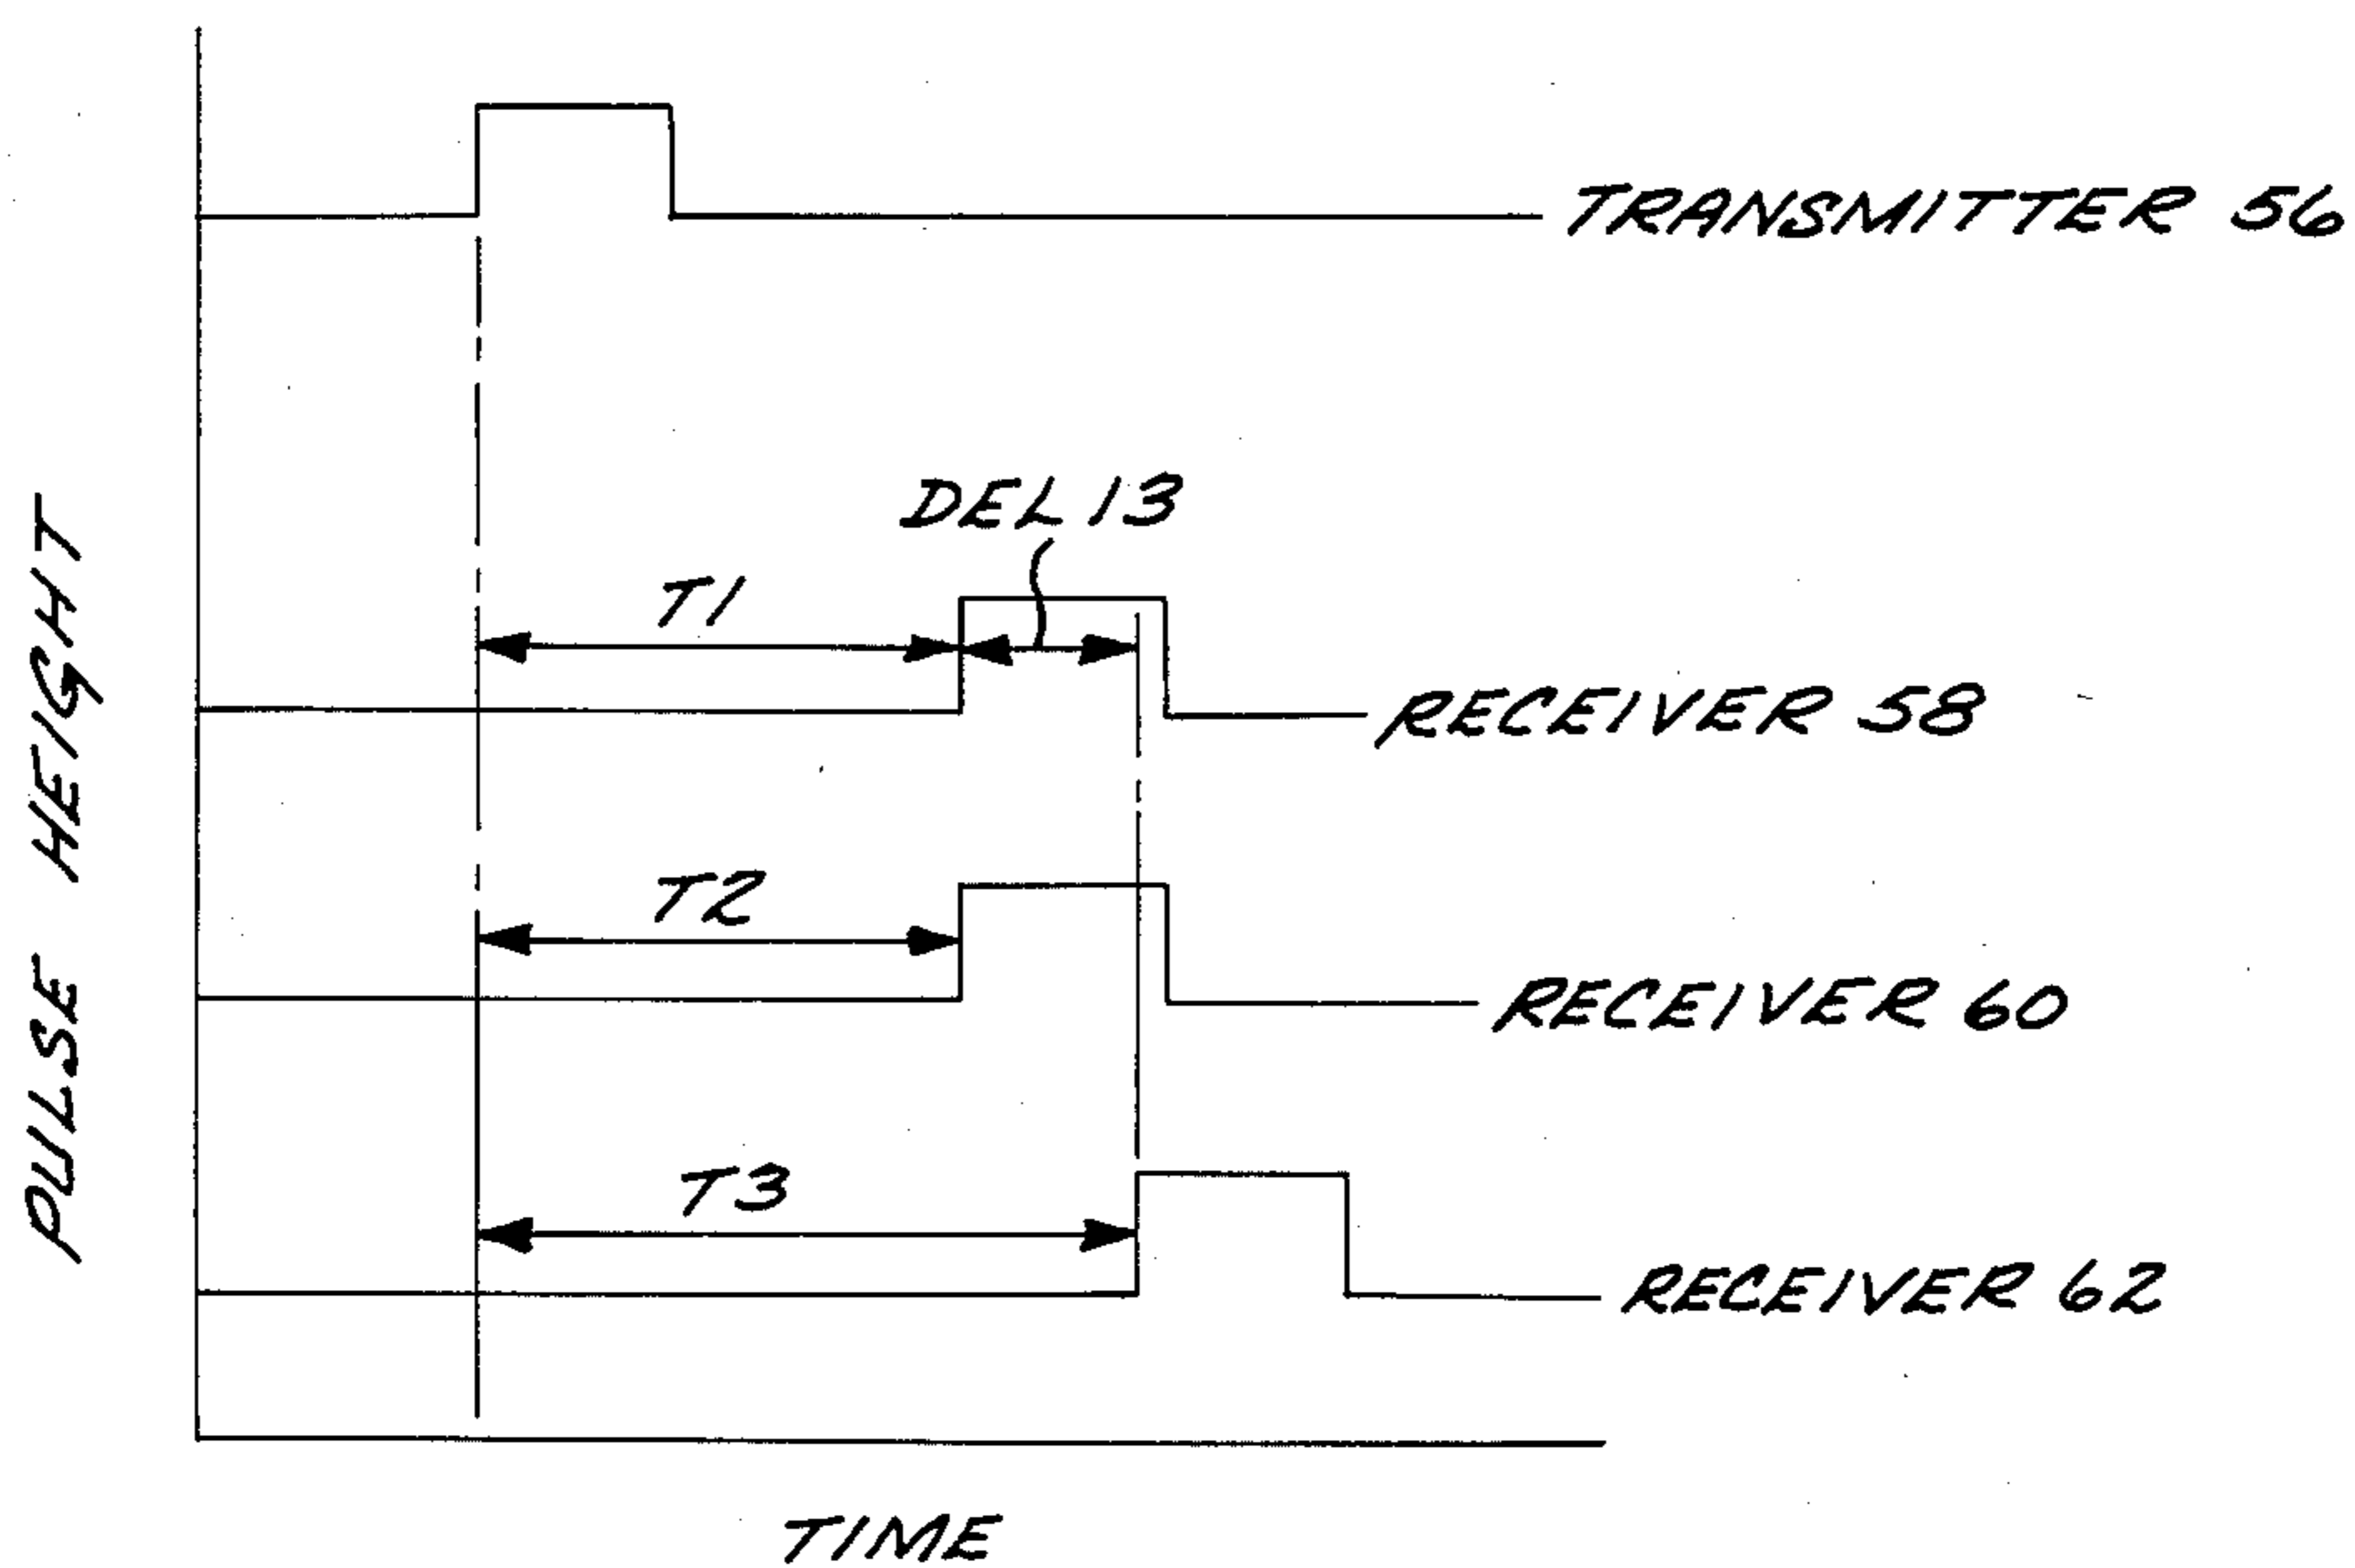 TRANSMITTER 56
DEL 13
T1
RECEIVER 58
T2
RECEIVER 60
T3
RECEIVER 62
PULSE HEIGHT
TIME